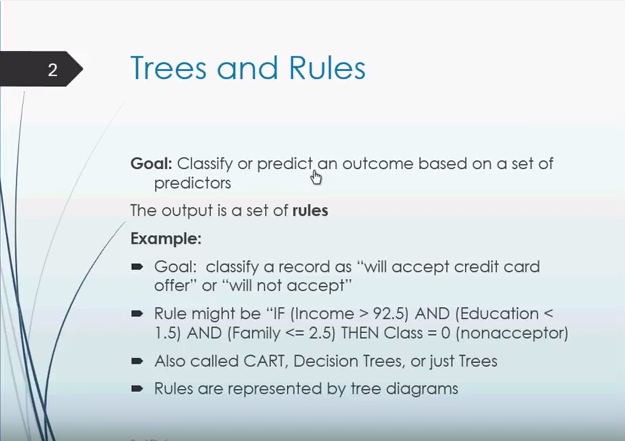 2
Trees and Rules
Goal: Classify or predict an outcome based on a set of
predictors
The output is a set of rules
Example:
Goal: classify a record as “will accept credit card
offer” or “will not accept”
Rule might be “IF (Income > 92.5) AND (Education <
1.5) AND (Family <= 2.5) THEN Class = 0 (nonacceptor)
Also called CART, Decision Trees, or just Trees
Rules are represented by tree diagrams